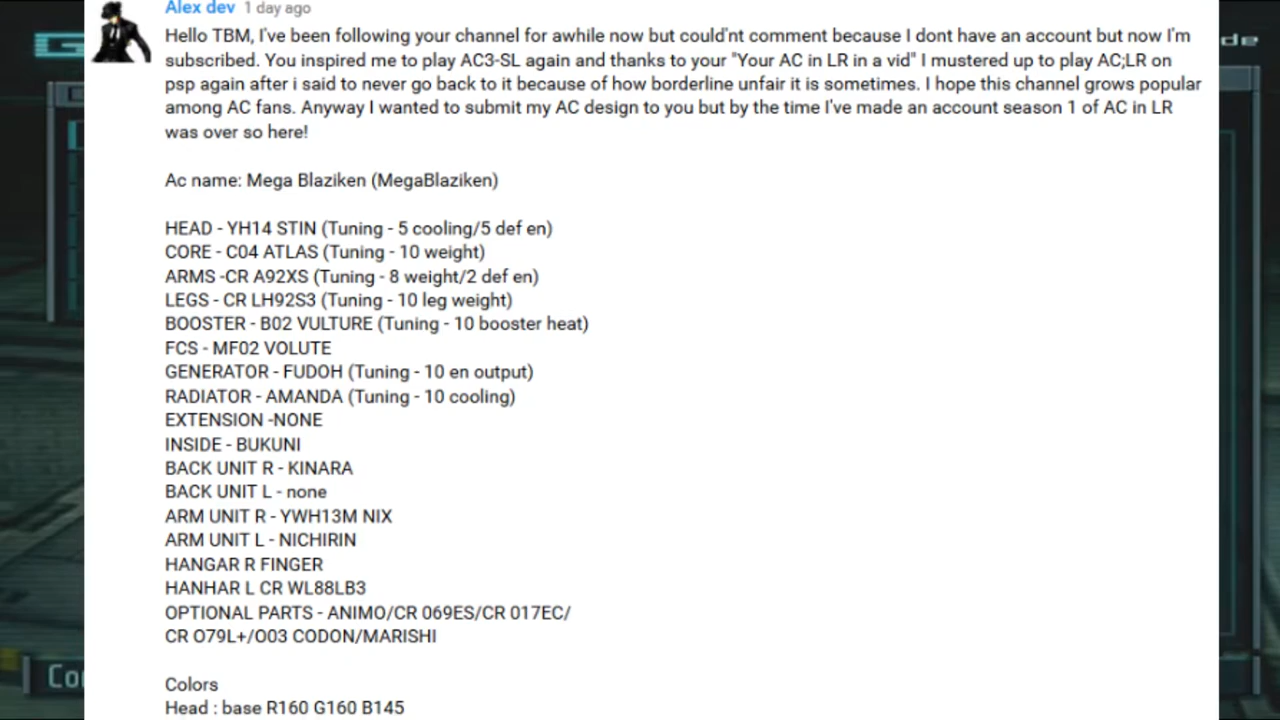 Alex dev 1 day ago
Hello TBM, I've been following your channel for awhile now but could'nt comment because I dont have an account but now I'm
subscribed. You inspired me to play AC3-SL again and thanks to your "Your AC in LR in a vid" I mustered up to play AC;LR on
psp again after i said to never go back to it because of how borderline unfair it is sometimes. I hope this channel grows popular
among AC fans. Anyway I wanted to submit my AC design to you but by the time I've made an account season 1 of AC in LR
was over so here!
Ac name: Mega Blaziken (MegaBlaziken)
HEAD - YH14 STIN (Tuning - 5 cooling/5 def en)
CORE - C04 ATLAS (Tuning - 10 weight)
ARMS -CR A92XS (Tuning - 8 weight/2 def en)
LEGS - CR LH92S3 (Tuning - 10 leg weight)
BOOSTER - B02 VULTURE (Tuning - 10 booster heat)
FCS - MF02 VOLUTE
GENERATOR - FUDOH (Tuning - 10 en output)
RADIATOR - AMANDA (Tuning - 10 cooling)
EXTENSION -NONE
INSIDE - BUKUNI
BACK UNIT R - KINARA
BACK UNIT L - none
ARM UNIT R - YWH13M NIX
ARM UNIT L - NICHIRIN
HANGAR R FINGER
HANHAR L CR WL88LB3
OPTIONAL PARTS - ANIMO/CR 069ES/CR 017EC/
CR O79L+/O03 CODON/MARISHI
Colors
Head : base R160 G160 B145